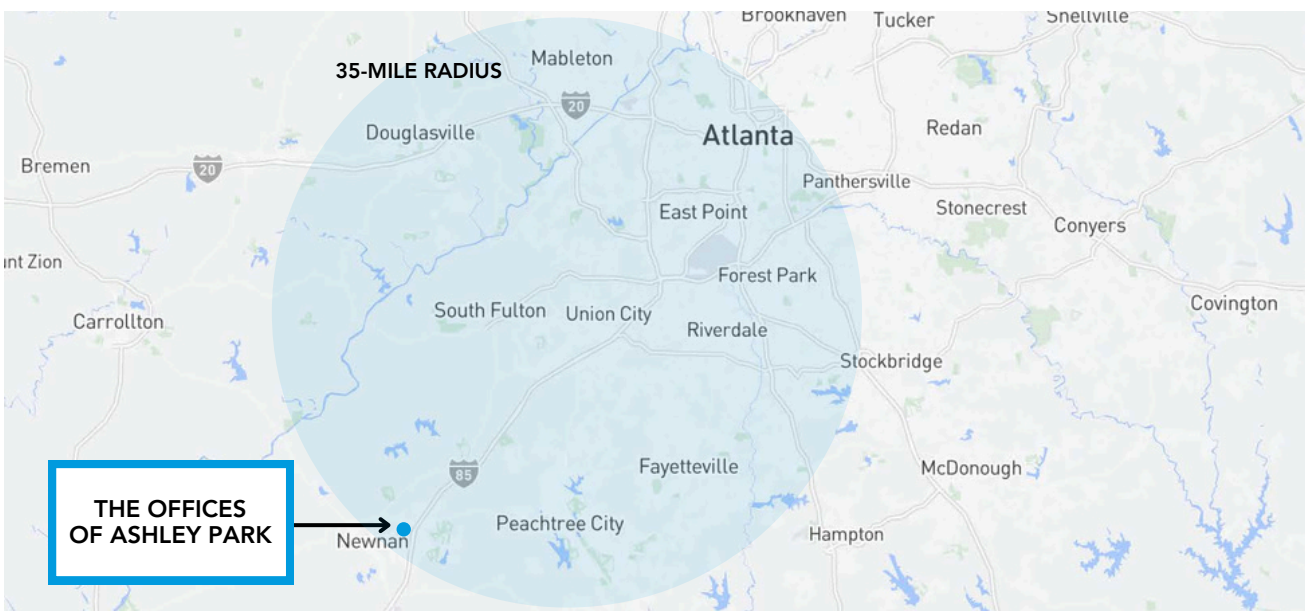 Brookhaven
Tucker
Snellville
Mableton
35-MILE RADIUS
20
Douglasville
Atlanta
Redan
Bremen
20
Panthersville
East Point
Stonecrest
Conyers
nt Zion
Forest Park
South Fulton
Union City
Covington
Carrollton
Riverdale
Stockbridge
85
Fayetteville
McDonough
THE OFFICES
OF ASHLEY PARK
Peachtree City
Newnan
Hampton